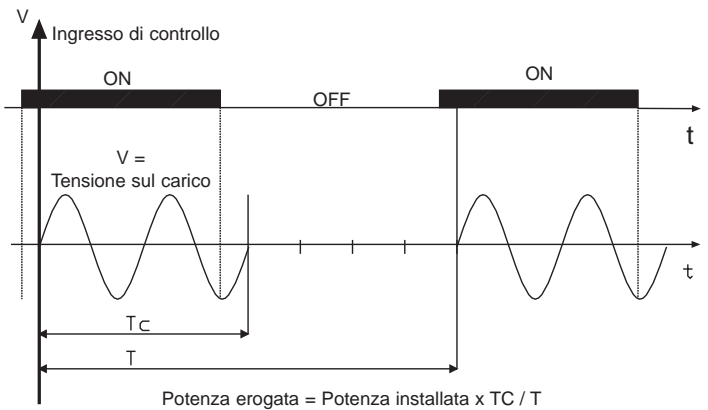 V
Ingresso di controllo
ON
OFF
ON
t
V =
Tensione sul carico
t
Tc
T
Potenza erogata = Potenza installata x TC / T